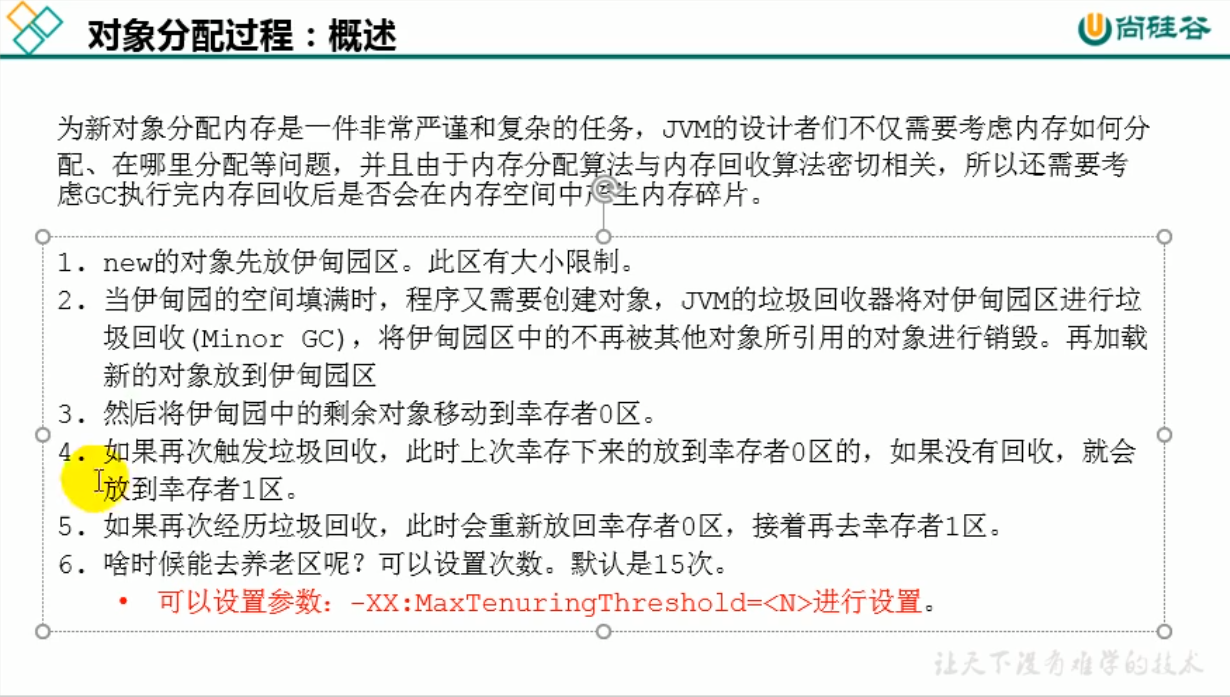 对象分配过程：概述
尚硅谷
为新对象分配内存是一件非常严谨和复杂的任务，JVM的设计者们不仅需要考虑内存如何分
配、在哪里分配等问题，并且由于内存分配算法与内存回收算法密切相关，所以还需要考
虑GC执行完内存回收后是否会在内存空间中产生内存碎片。
1. new的对象先放伊甸园区。此区有大小限制。
2. 当伊甸园的空间填满时，程序又需要创建对象，JVM的垃圾回收器将对伊甸园区进行垃
圾回收(Minor GC)，将伊甸园区中的不再被其他对象所引用的对象进行销毁。再加载
新的对象放到伊甸园区
3. 然后将伊甸园中的剩余对象移动到幸存者0区。
4. 如果再次触发垃圾回收，此时上次幸存下来的放到幸存者0区的，如果没有回收，就会
放到幸存者1区。
5. 如果再次经历垃圾回收，此时会重新放回幸存者0区，接着再去幸存者1区。
6. 啥时候能去养老区呢？可以设置次数。默认是15次。
• 可以设置参数：-XX:MaxTenuringThreshold=<N>进行设置。
让天下没有难学的技术